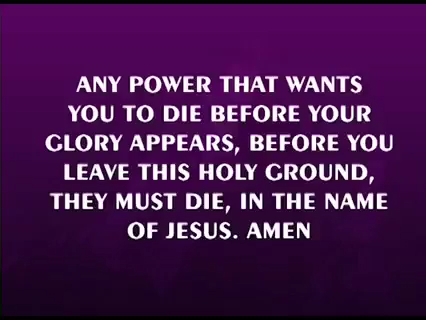 ANY POWER THAT WANTS
YOU TO DIE BEFORE YOUR
GLORY APPEARS, BEFORE YOU
LEAVE THIS HOLY GROUND,
THEY MUST DIE, IN THE NAME
OF JESUS. AMEN